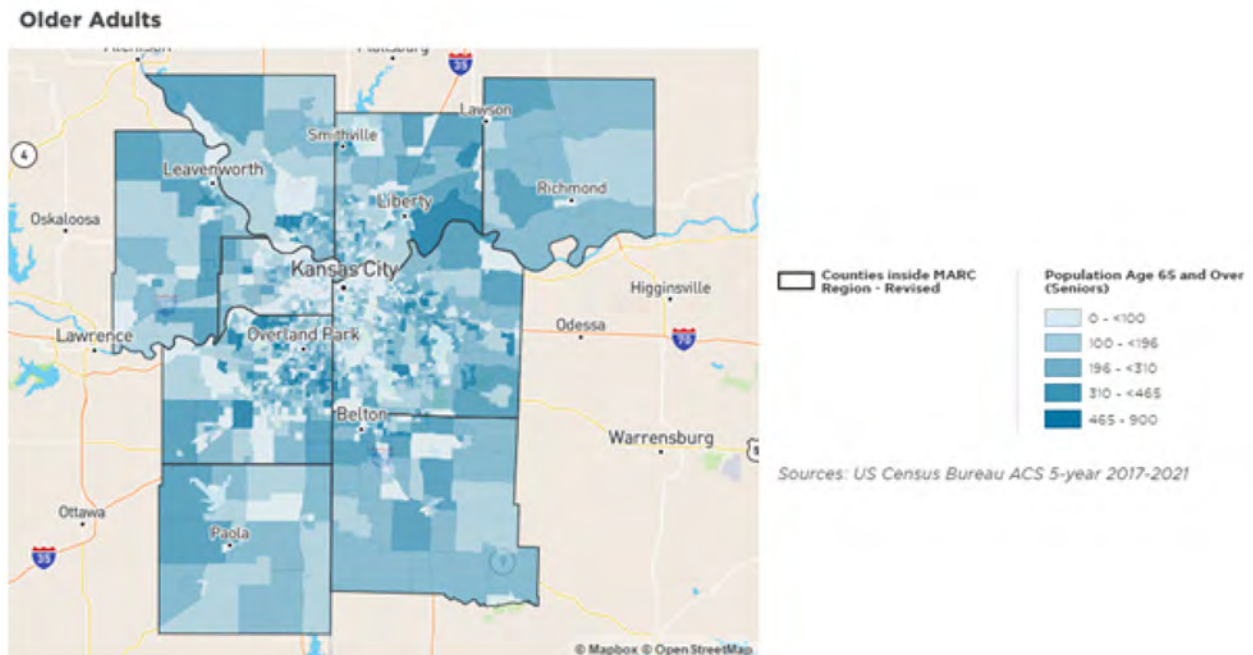 Older Adults
35
Lawson
Smithville
4
Leavenworth
Liberty
Richmond
Oskaloosa
Kansas City
Higginsville
Lawrence
Overland Park
Odessa
70
Belton
Warrensburg
Ottawa
Paola
35
© Mapbox © OpenStreetMap
Counties inside MARC
Region - Revised
Population Age 65 and Over
(Seniors)
0 - <100
100 - <196
196 - <310
310 - <465
465 - 900
Sources: US Census Bureau ACS 5-year 2017-2021